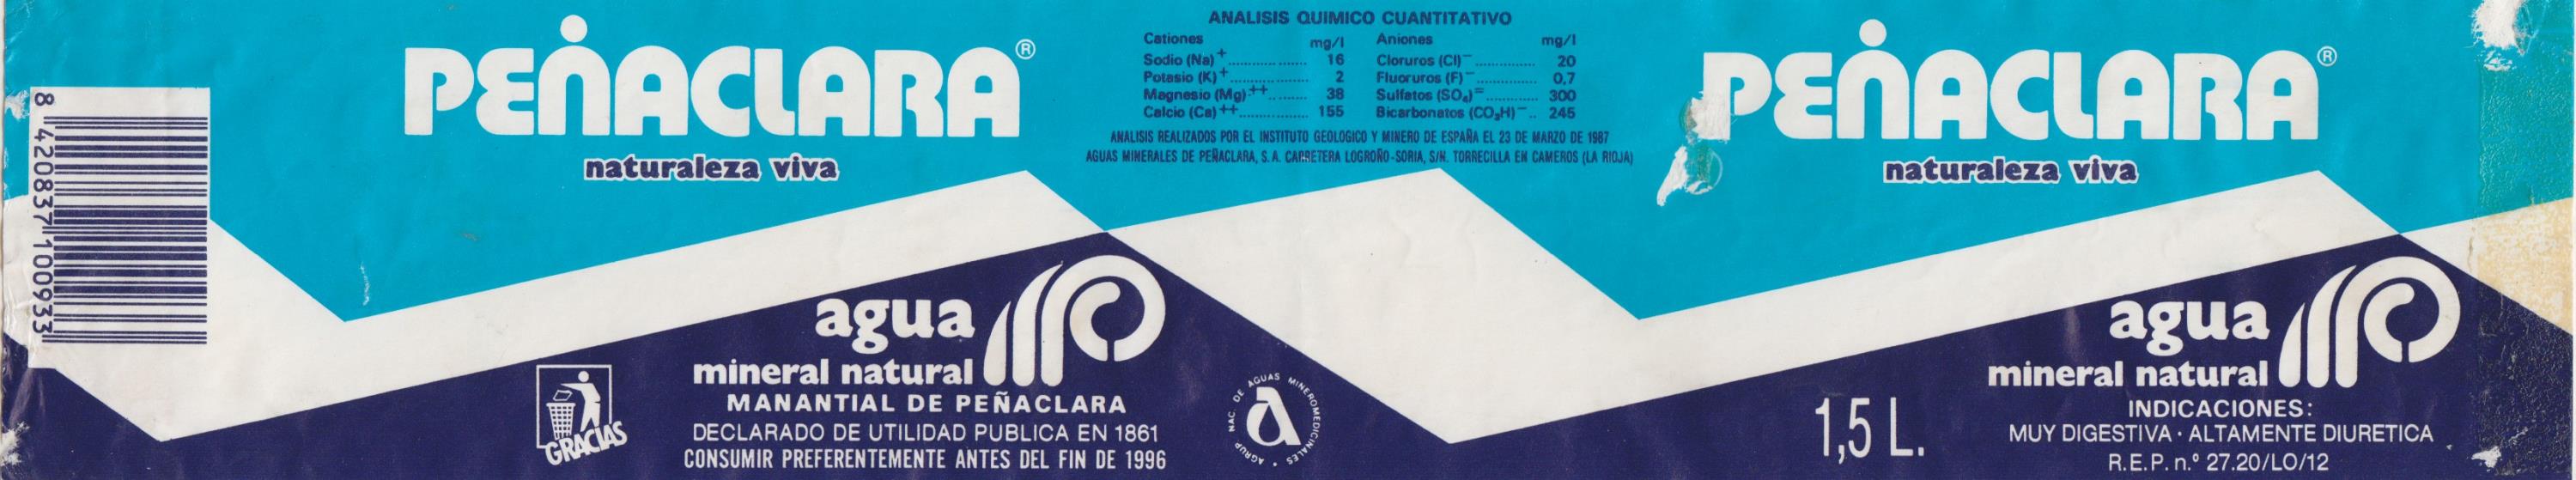 8 420837 100933
PEÑACLARA®
naturaleza viva
agua
mineral natural
MANANTIAL DE PEÑACLARA
DECLARADO DE UTILIDAD PUBLICA EN 1861
CONSUMIR PREFERENTEMENTE ANTES DEL FIN DE 1996
GRACIAS
ANALISIS QUIMICO CUANTITATIVO
Cationes mg/l Aniones mg/l
Sodio (Na)⁺ ................ 16 Cloruros (Cl)⁻ ............... 20
Potasio (K)⁺ ................ 2 Fluoruros (F)⁻ ............... 0,7
Magnesio (Mg)⁺⁺ ........ 38 Sulfatos (SO₄)⁼ ............. 300
Calcio (Ca)⁺⁺ ................ 155 Bicarbonatos (CO₃H)⁻ .. 245
ANALISIS REALIZADOS POR EL INSTITUTO GEOLOGICO Y MINERO DE ESPAÑA EL 23 DE MARZO DE 1987
AGUAS MINERALES DE PEÑACLARA, S.A. CARRETERA LOGROÑO-SORIA, S/N. TORRECILLA EN CAMEROS (LA RIOJA)
a
AGRUP NAC. DE AGUAS MINEROMEDICINALES •
PEÑACLARA®
naturaleza viva
agua
mineral natural
1,5 L.
INDICACIONES:
MUY DIGESTIVA · ALTAMENTE DIURETICA
R.E.P. n.º 27.20/LO/12